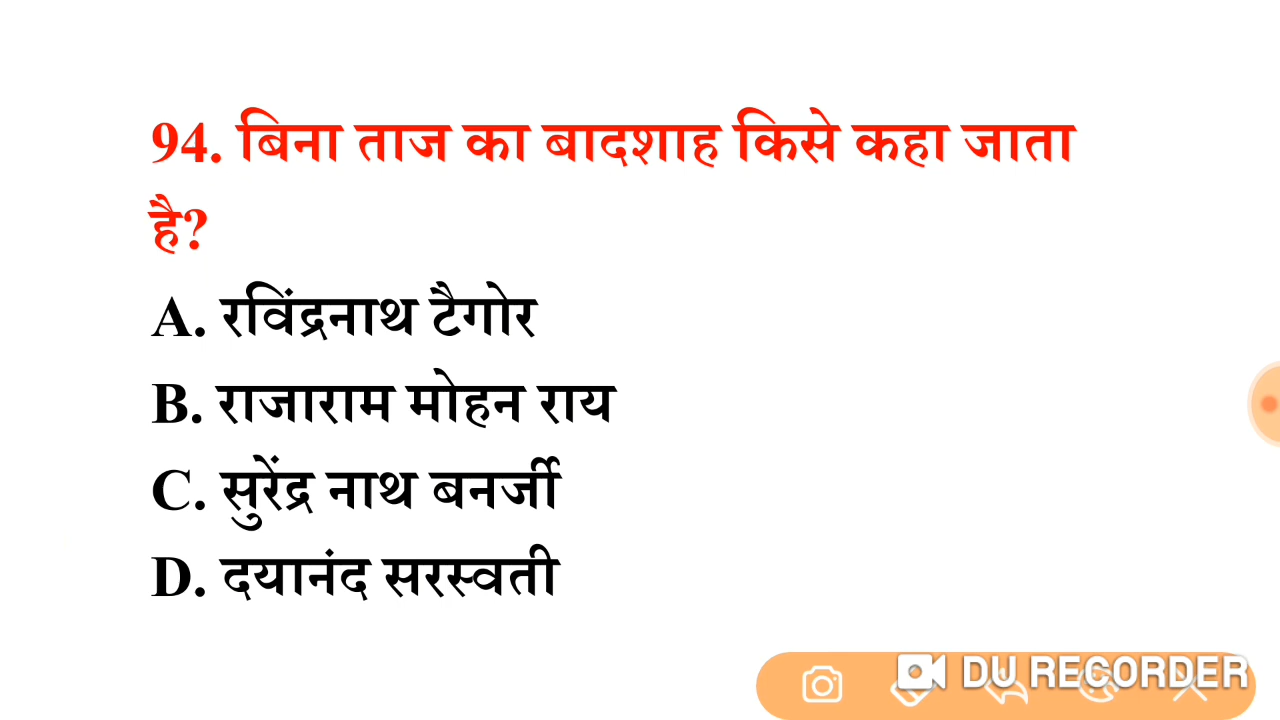 94. बिना ताज का बादशाह किसे कहा जाता
है?
A. रविंद्रनाथ टैगोर
B. राजाराम मोहन राय
C. सुरेंद्र नाथ बनर्जी
D. दयानंद सरस्वती
DU RECORDER